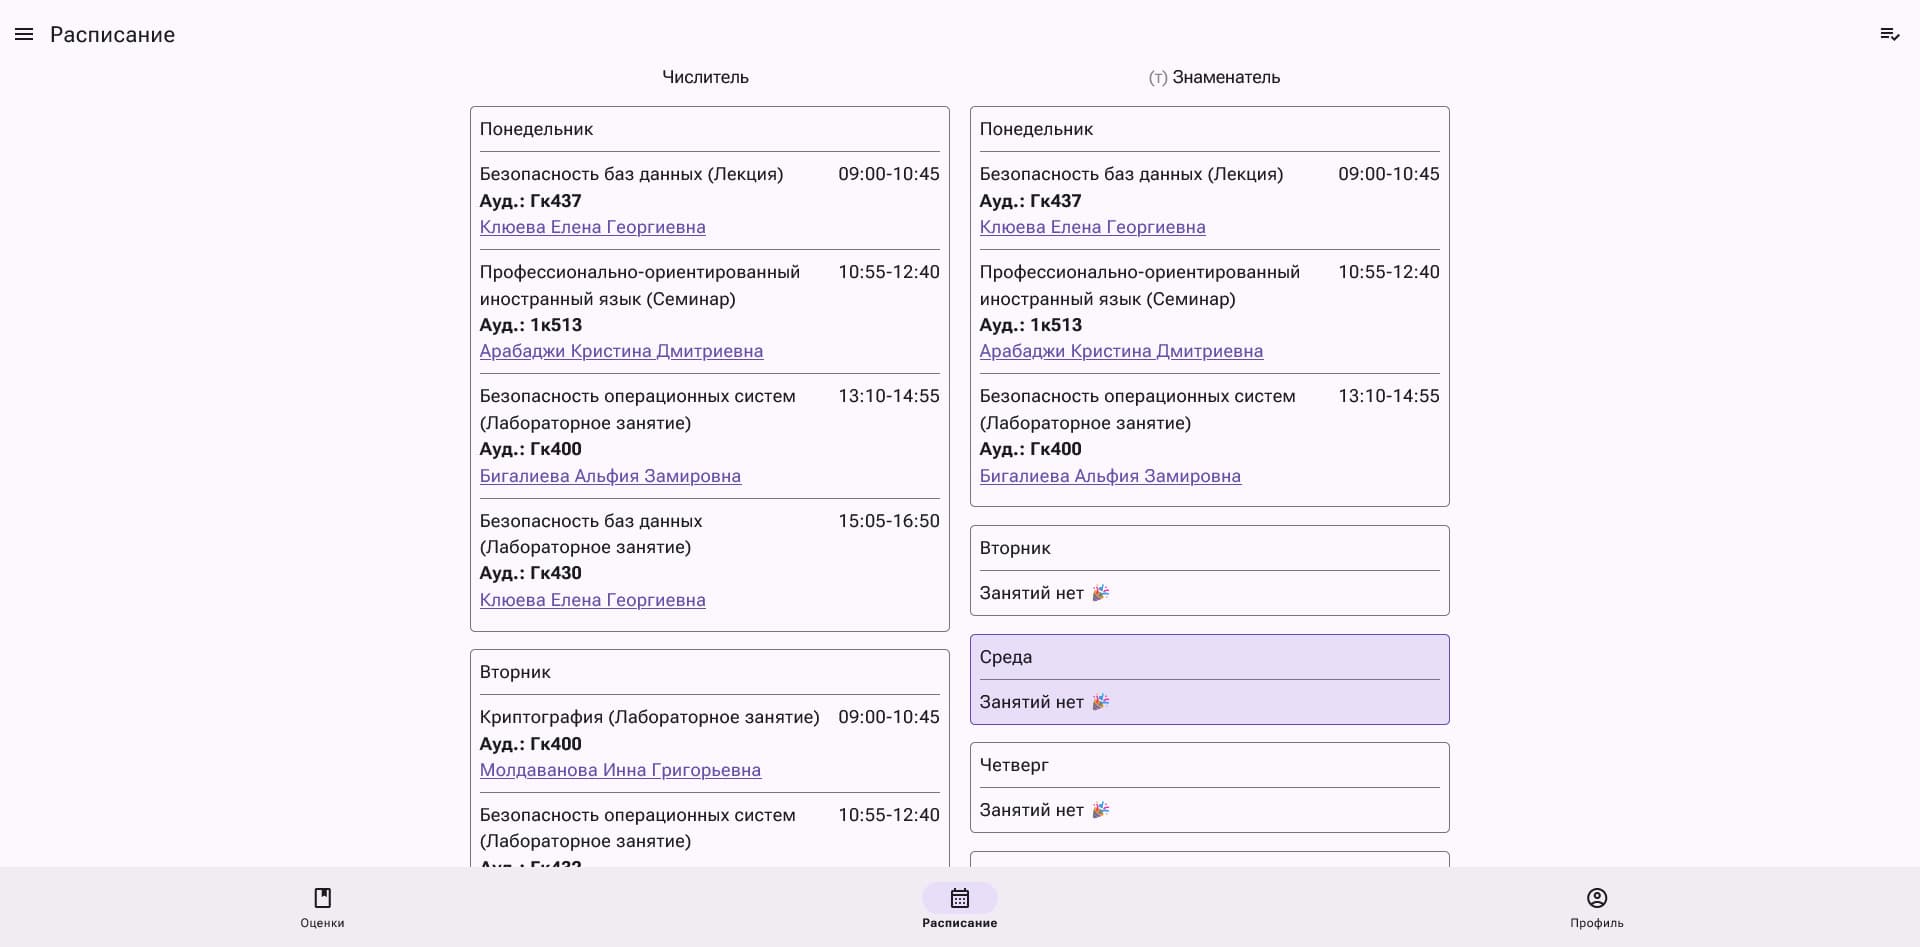 Расписание
Числитель
Понедельник
Безопасность баз данных (Лекция) 09:00-10:45
Ауд.: Гк437
Клюева Елена Георгиевна
Профессионально-ориентированный 10:55-12:40
иностранный язык (Семинар)
Ауд.: 1к513
Арабаджи Кристина Дмитриевна
Безопасность операционных систем 13:10-14:55
(Лабораторное занятие)
Ауд.: Гк400
Бигалиева Альфия Замировна
Безопасность баз данных 15:05-16:50
(Лабораторное занятие)
Ауд.: Гк430
Клюева Елена Георгиевна
Вторник
Криптография (Лабораторное занятие) 09:00-10:45
Ауд.: Гк400
Молдаванова Инна Григорьевна
Безопасность операционных систем 10:55-12:40
(Лабораторное занятие)
Ауд.: Гк432
(т) Знаменатель
Понедельник
Безопасность баз данных (Лекция) 09:00-10:45
Ауд.: Гк437
Клюева Елена Георгиевна
Профессионально-ориентированный 10:55-12:40
иностранный язык (Семинар)
Ауд.: 1к513
Арабаджи Кристина Дмитриевна
Безопасность операционных систем 13:10-14:55
(Лабораторное занятие)
Ауд.: Гк400
Бигалиева Альфия Замировна
Вторник
Занятий нет 🎉
Среда
Занятий нет 🎉
Четверг
Занятий нет 🎉
Оценки
Расписание
Профиль